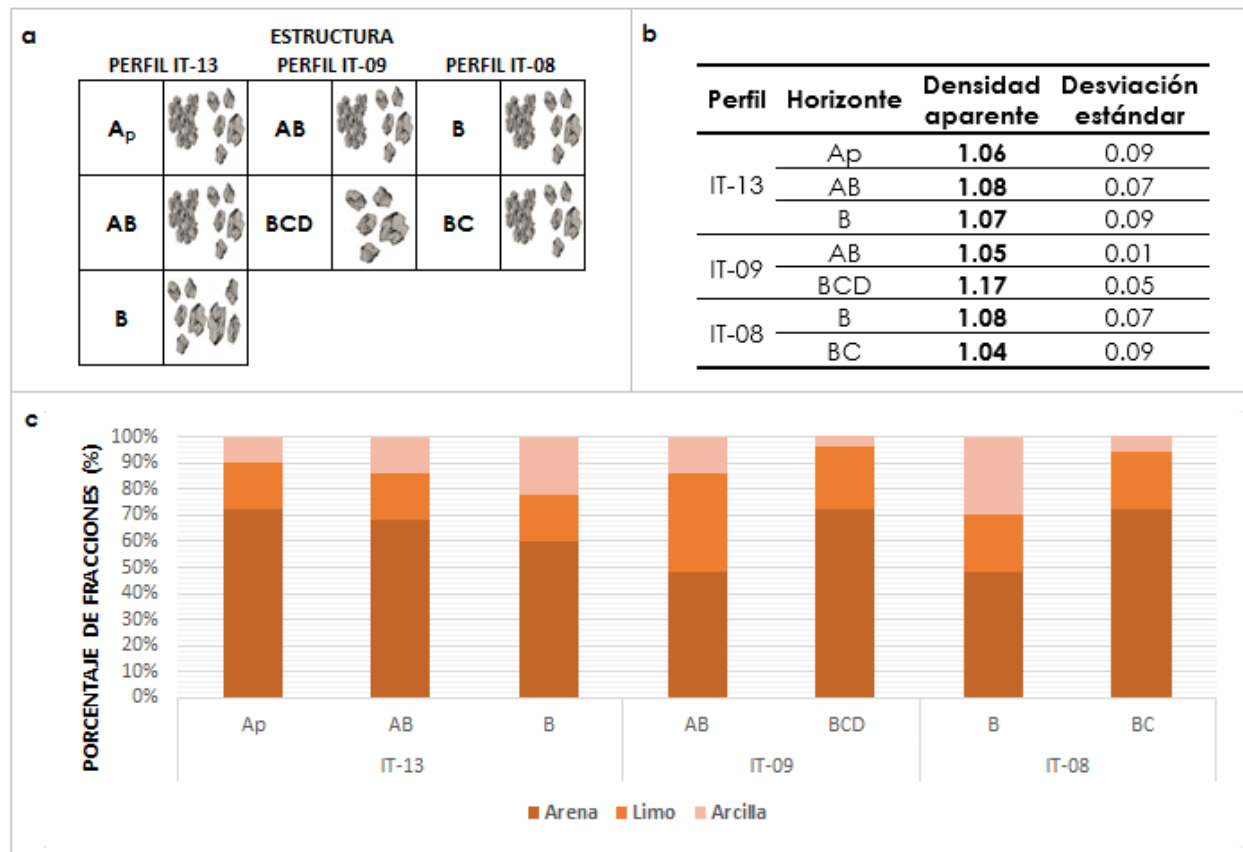 a
ESTRUCTURA
PERFIL IT-13 PERFIL IT-09 PERFIL IT-08
Ap AB B
AB BCD BC
B
b
Perfil Horizonte Densidad aparente Desviación estándar
IT-13 Ap 1.06 0.09
AB 1.08 0.07
B 1.07 0.09
IT-09 AB 1.05 0.01
BCD 1.17 0.05
IT-08 B 1.08 0.07
BC 1.04 0.09
c
PORCENTAJE DE FRACCIONES (%)
100%
90%
80%
70%
60%
50%
40%
30%
20%
10%
0%
Ap AB B AB BCD B BC
IT-13 IT-09 IT-08
Arena Limo Arcilla